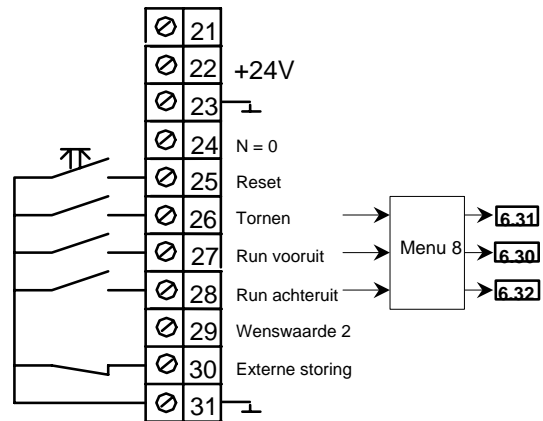 21
22 +24V
23
24 N = 0
25 Reset
26 Tornen
27 Run vooruit
28 Run achteruit
29 Wenswaarde 2
30 Externe storing
31
Menu 8
6.31
6.30
6.32